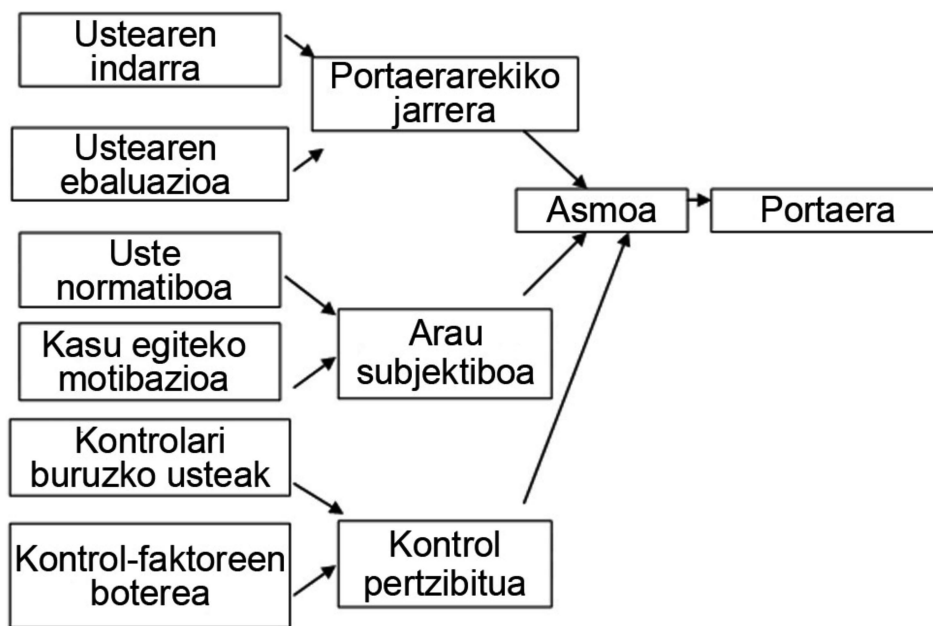 Ustearen
indarra
Portaerarekiko
jarrera
Ustearen
ebaluazioa
Asmoa
Portaera
Uste
normatiboa
Arau
subjektiboa
Kasu egiteko
motibazioa
Kontrolari
buruzko usteak
Kontrol
pertzibitua
Kontrol-faktoreen
boterea